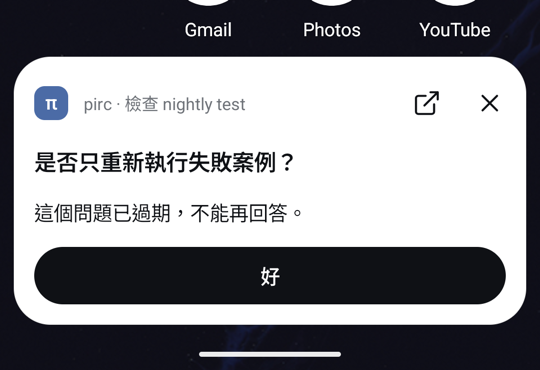 Gmail
Photos
YouTube
π
pirc · 檢查 nightly test
是否只重新執行失敗案例？
這個問題已過期，不能再回答。
好